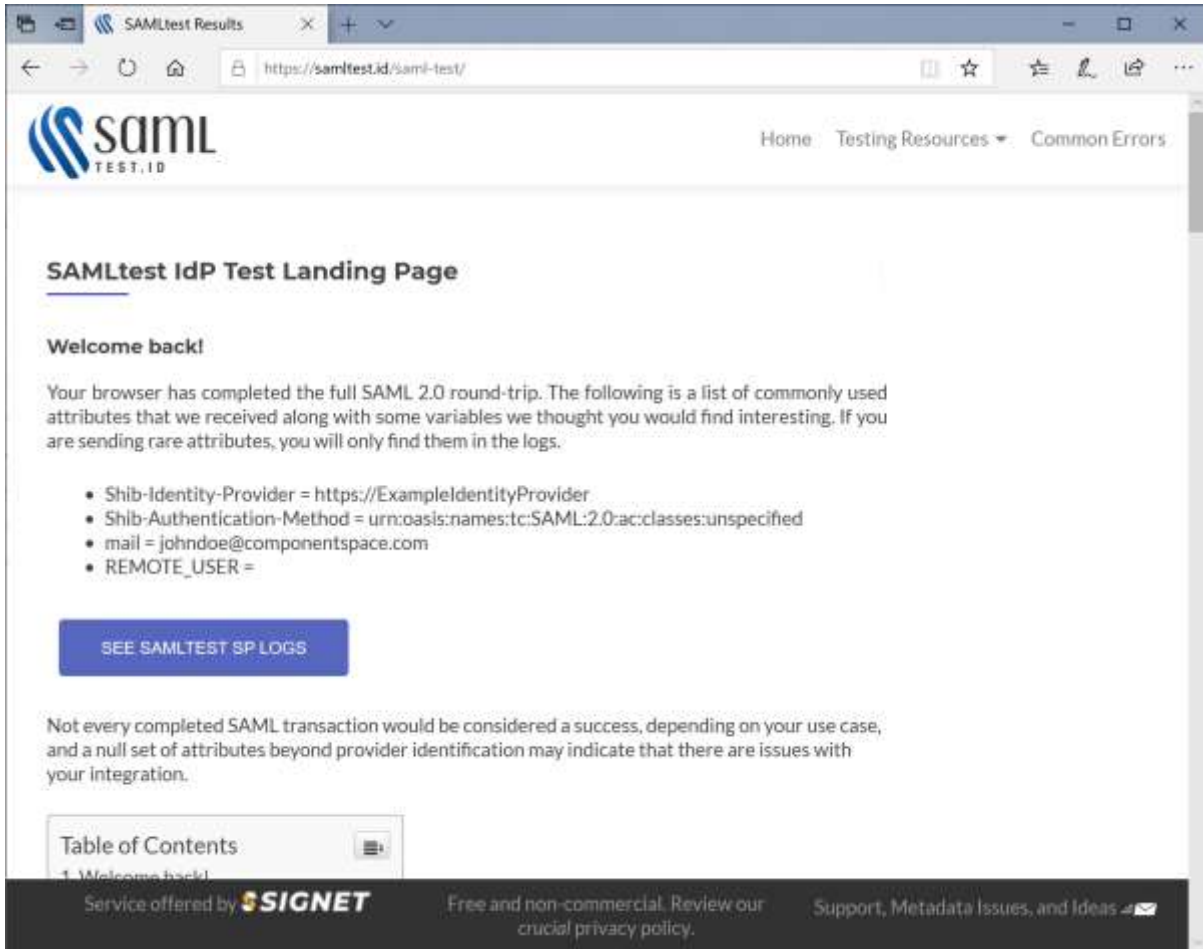 SAMLtest Results
https://samltest.id/saml-test/
saml
TEST.ID
Home Testing Resources Common Errors
SAMLtest IdP Test Landing Page
Welcome back!
Your browser has completed the full SAML 2.0 round-trip. The following is a list of commonly used
attributes that we received along with some variables we thought you would find interesting. If you
are sending rare attributes, you will only find them in the logs.
• Shib-Identity-Provider = https://ExampleIdentityProvider
• Shib-Authentication-Method = urn:oasis:names:tc:SAML:2.0:ac:classes:unspecified
• mail = johndoe@componentspace.com
• REMOTE_USER =
SEE SAMLTEST SP LOGS
Not every completed SAML transaction would be considered a success, depending on your use case,
and a null set of attributes beyond provider identification may indicate that there are issues with
your integration.
Table of Contents
1. Welcome back!
Service offered by SIGNET Free and non-commercial. Review our Support, Metadata Issues, and Ideas
crucial privacy policy.